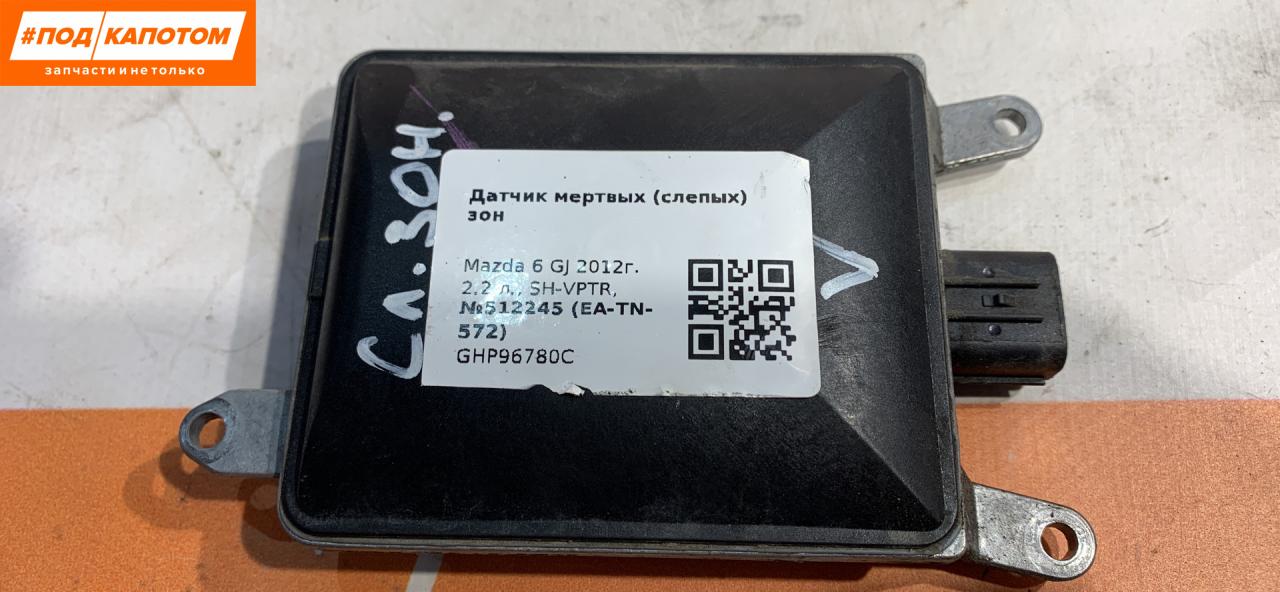 #ПОД/КАПОТОМ
запчасти и не только
Сл. зон.
Датчик мертвых (слепых)
зон
Mazda 6 GJ 2012г.
2.2 л., SH-VPTR,
№512245 (EA-TN-
572)
GHP96780C
V